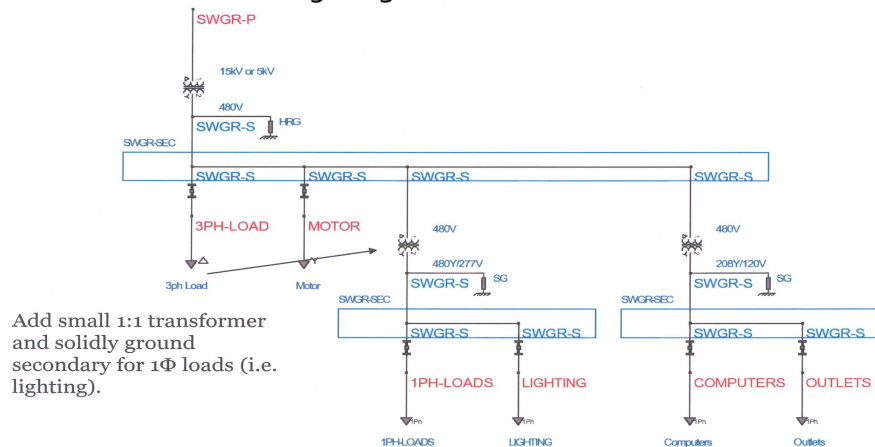 SWGR-P
15kV or 5kV
480V
SWGR-S
HRG
SWGR-SEC
SWGR-S SWGR-S SWGR-S SWGR-S
3PH-LOAD MOTOR
480V 480V
3ph Load Motor
480Y/277V 208Y/120V
SWGR-S SG SWGR-S SG
SWGR-SEC SWGR-SEC
SWGR-S SWGR-S SWGR-S SWGR-S
Add small 1:1 transformer
and solidly ground
secondary for 1Φ loads (i.e.
lighting).
1PH-LOADS LIGHTING COMPUTERS OUTLETS
1Ph 1Ph 1Ph 1Ph
1PH-LOADS LIGHTING Computers Outlets